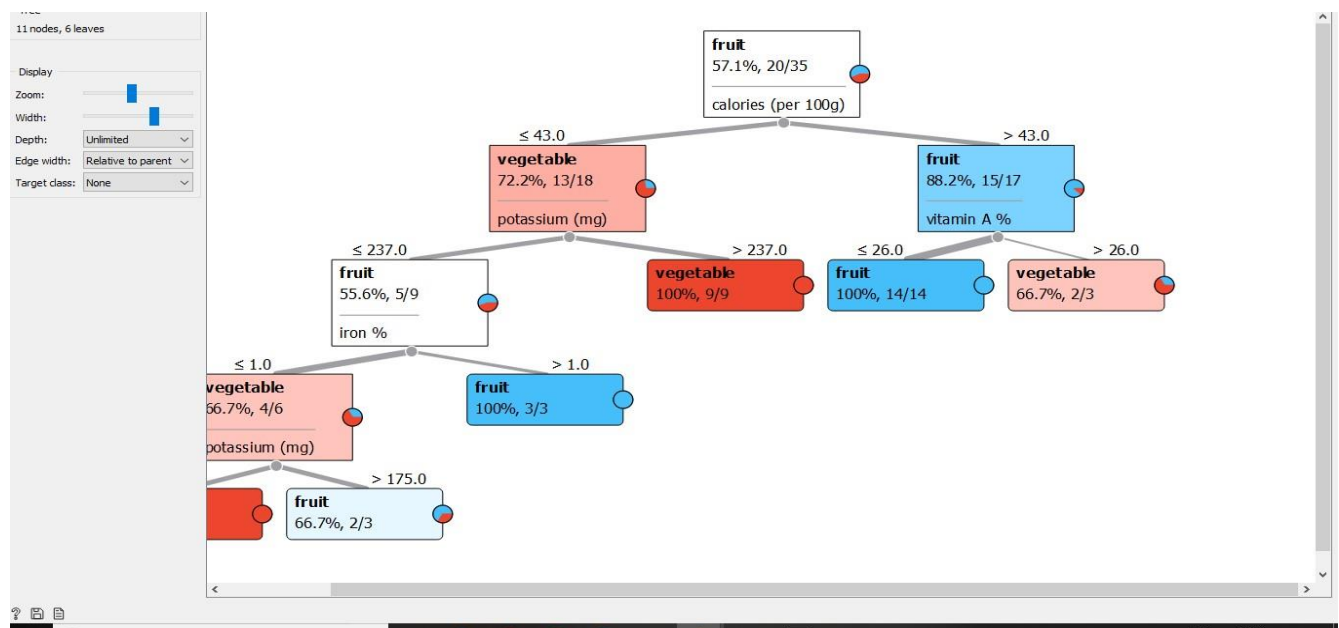 11 nodes, 6 leaves
Display
Zoom:
Width:
Depth: Unlimited
Edge width: Relative to parent
Target class: None
fruit
57.1%, 20/35
calories (per 100g)
≤ 43.0
> 43.0
vegetable
72.2%, 13/18
potassium (mg)
fruit
88.2%, 15/17
vitamin A %
≤ 237.0
> 237.0
≤ 26.0
> 26.0
fruit
55.6%, 5/9
iron %
vegetable
100%, 9/9
fruit
100%, 14/14
vegetable
66.7%, 2/3
≤ 1.0
> 1.0
vegetable
66.7%, 4/6
potassium (mg)
fruit
100%, 3/3
> 175.0
fruit
66.7%, 2/3
?